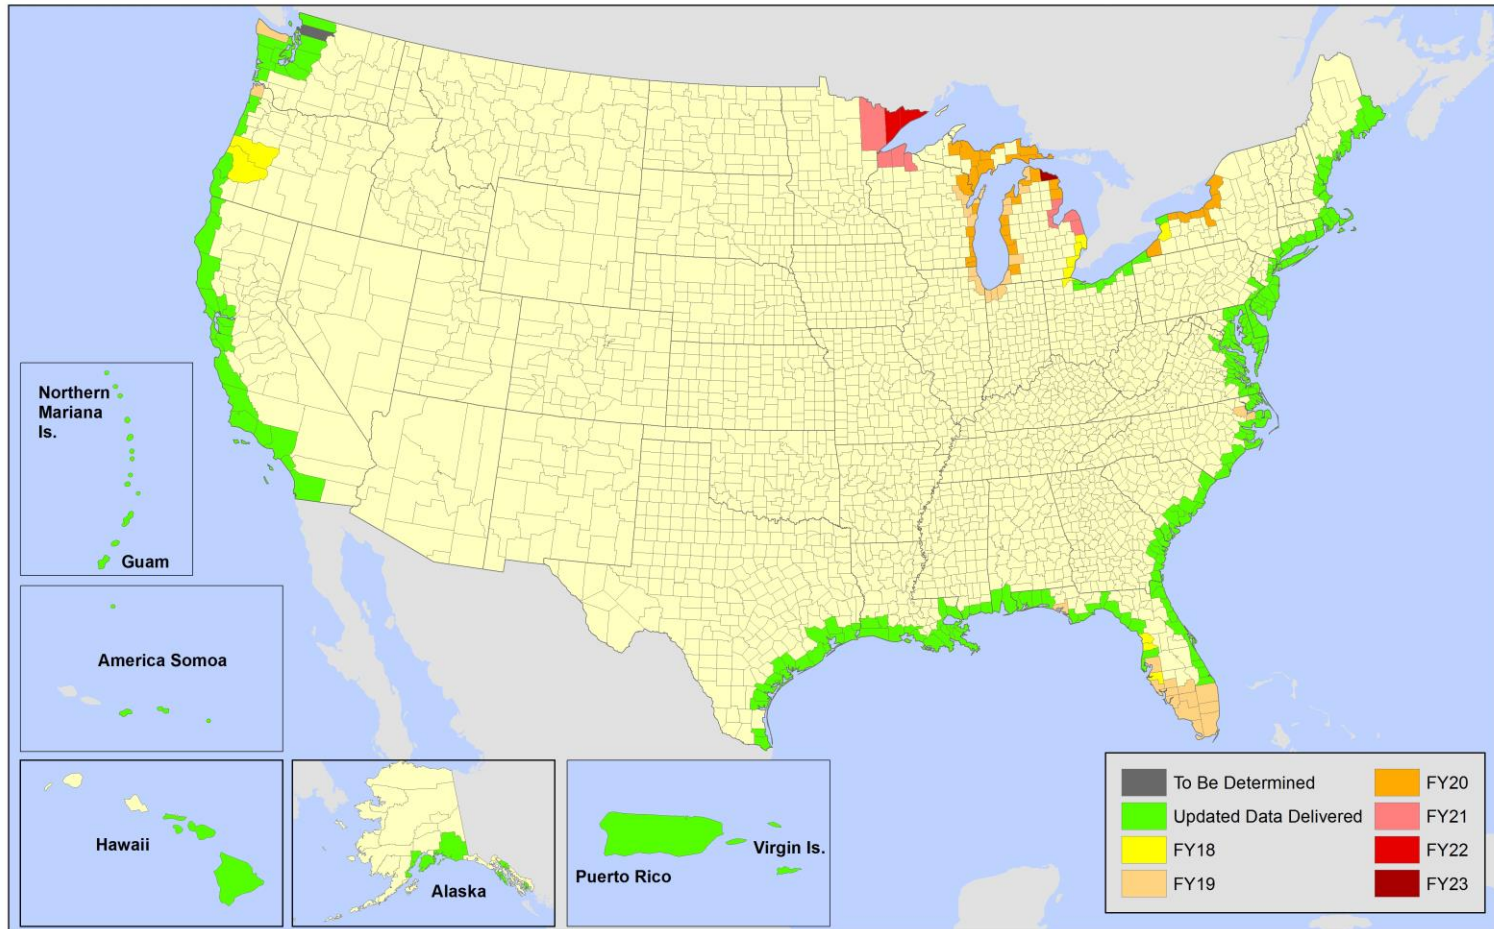 Northern
Mariana
Is.
Guam
America Somoa
Hawaii
Alaska
Puerto Rico
Virgin Is.
To Be Determined
Updated Data Delivered
FY18
FY19
FY20
FY21
FY22
FY23